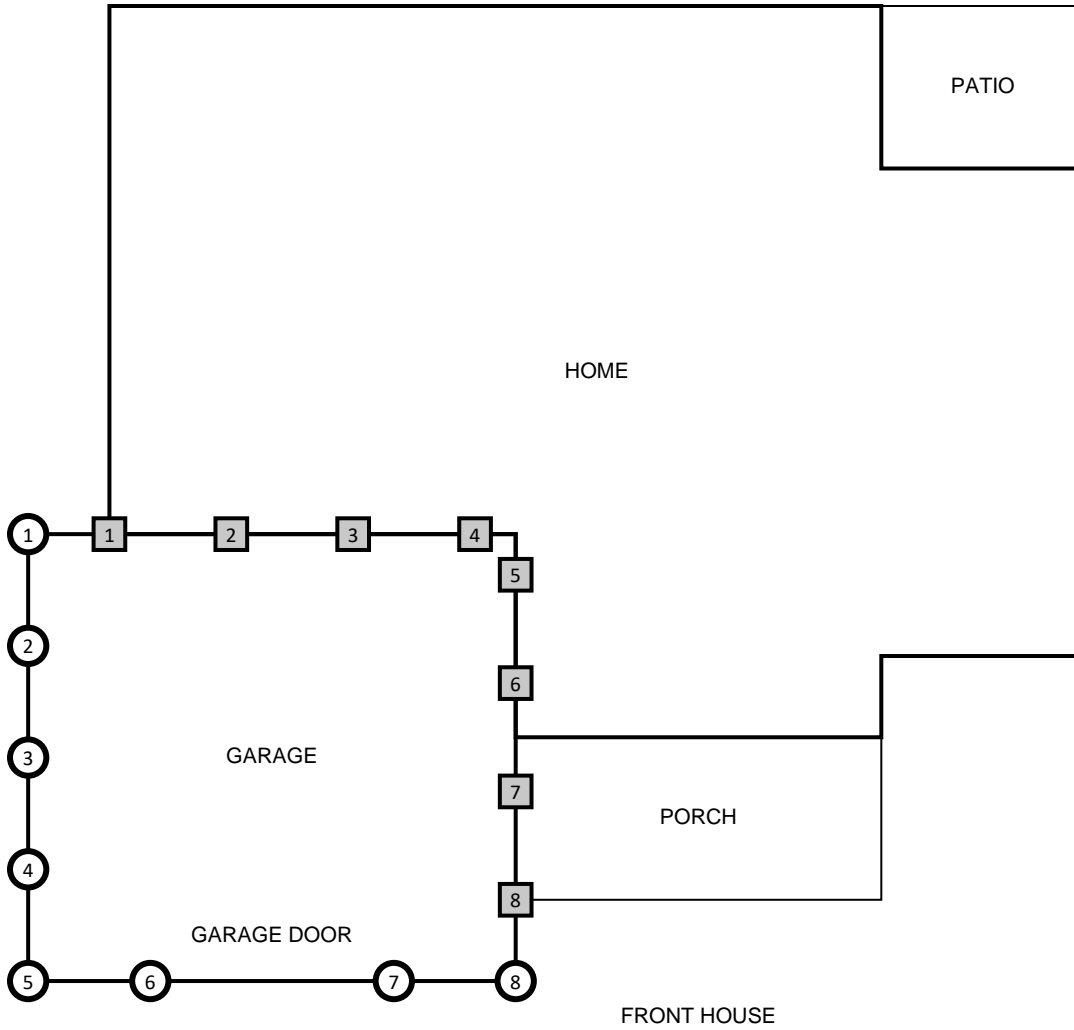 PATIO
HOME
1 1 2 3 4
5
2
6
GARAGE
3
7
PORCH
4
8
GARAGE DOOR
5 6 7 8
FRONT HOUSE